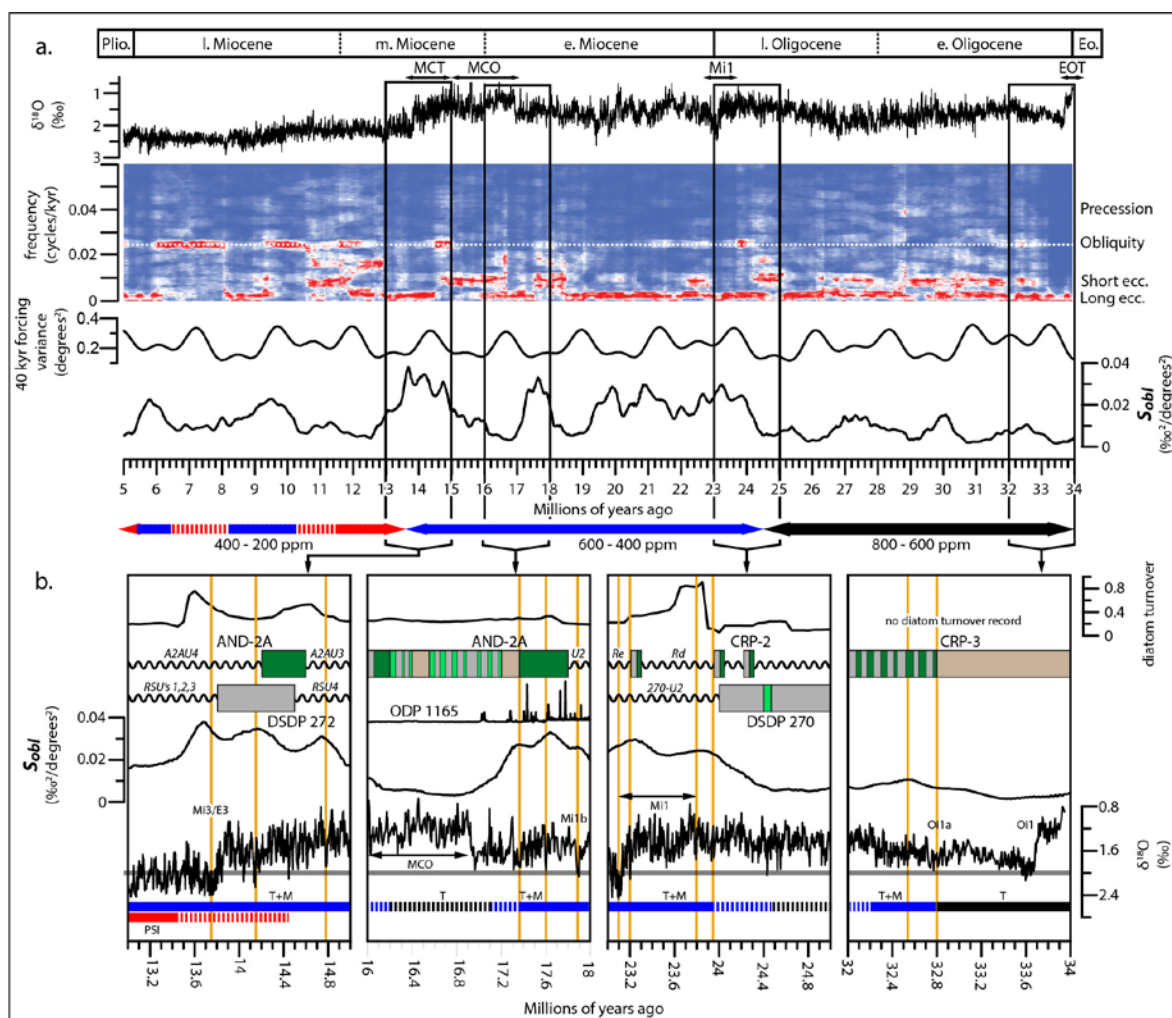 a.
Plio. l. Miocene m. Miocene e. Miocene l. Oligocene e. Oligocene Eo.
MCT MCO Mi1 EOT
δ¹⁸O
(‰)
1
2
3
frequency
(cycles/kyr)
0.04
0.02
0
Precession
Obliquity
Short ecc.
Long ecc.
40 kyr forcing
variance
(degrees²)
0.4
0.2
Sobl
(‰²/degrees²)
0.04
0.02
0
5 6 7 8 9 10 11 12 13 14 15 16 17 18 19 20 21 22 23 24 25 26 27 28 29 30 31 32 33 34
Millions of years ago
400 - 200 ppm 600 - 400 ppm 800 - 600 ppm
b.
diatom turnover
0.8
0.4
0
no diatom turnover record
AND-2A AND-2A CRP-2 CRP-3
A2AU4 A2AU3 U2 Re Rd
RSU's 1,2,3 RSU4 270-U2
DSDP 272 ODP 1165 DSDP 270
Sobl
(‰²/degrees²)
0.04
0.02
0
Mi3/E3 Mi1b Mi1 Oi1a Oi1
MCO
δ¹⁸O
(‰)
0.8
1.6
2.4
T+M T T+M T+M T+M T
PSI
13.2 13.6 14 14.4 14.8 16 16.4 16.8 17.2 17.6 18 23.2 23.6 24 24.4 24.8 32 32.4 32.8 33.2 33.6 34
Millions of years ago